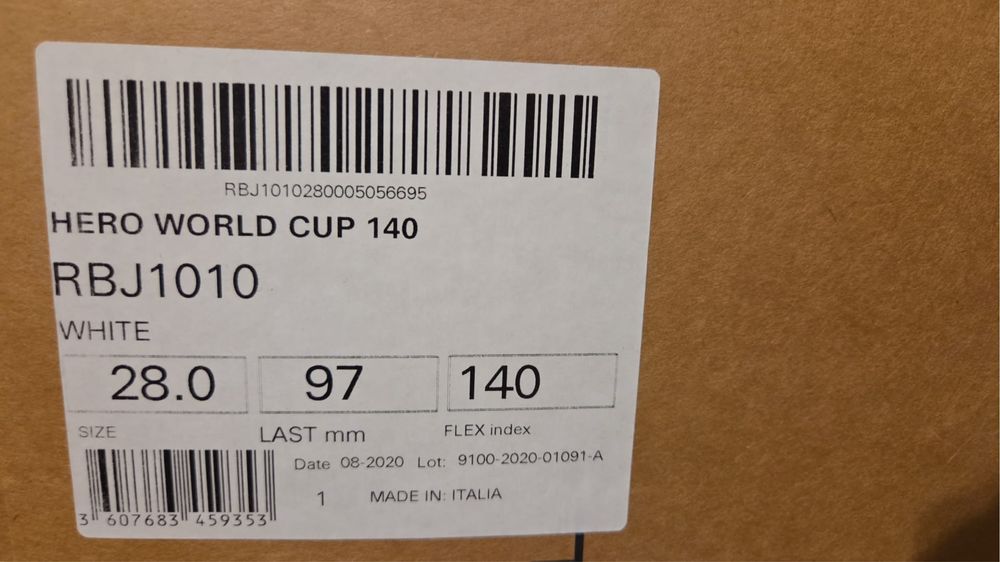 RBJ1010280005056695
HERO WORLD CUP 140
RBJ1010
WHITE
28.0 97 140
SIZE LAST mm FLEX index
Date 08-2020 Lot: 9100-2020-01091-A
1 MADE IN: ITALIA
3 607683 459353